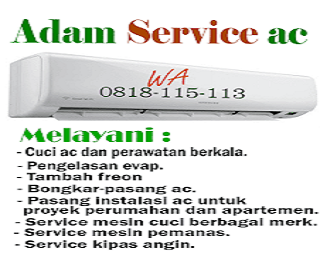 Adam Service ac
WA
0818-115-113
Melayani :
- Cuci ac dan perawatan berkala.
- Pengelasan evap.
- Tambah freon
- Bongkar-pasang ac.
- Pasang instalasi ac untuk
proyek perumahan dan apartemen.
- Service mesin cuci berbagai merk.
- Service mesin pemanas.
- Service kipas angin.